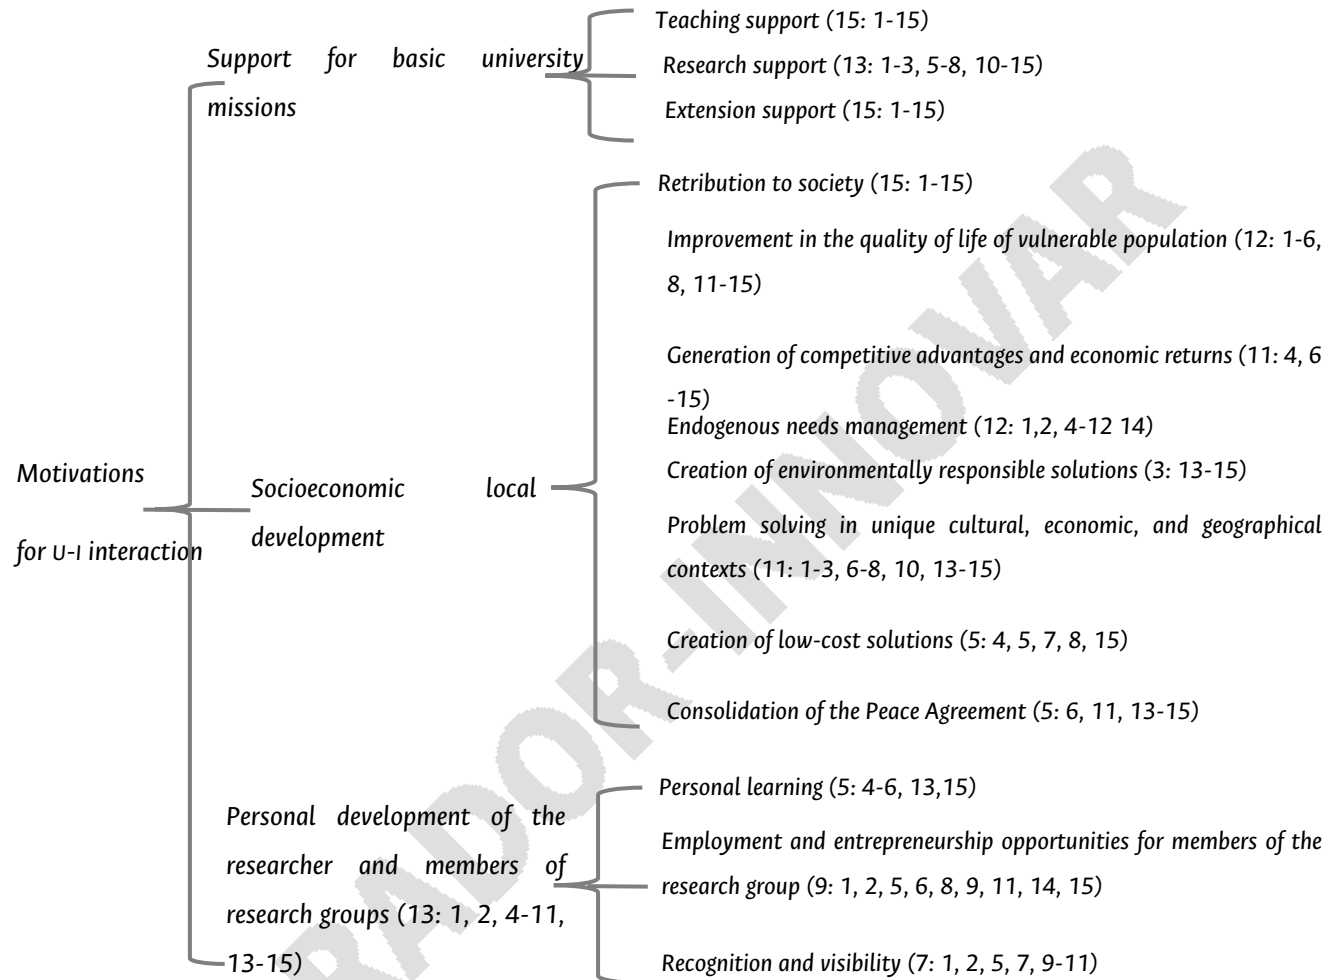 Motivations
for U-I interaction
Support for basic university
missions
Teaching support (15: 1-15)
Research support (13: 1-3, 5-8, 10-15)
Extension support (15: 1-15)
Socioeconomic local
development
Retribution to society (15: 1-15)
Improvement in the quality of life of vulnerable population (12: 1-6,
8, 11-15)
Generation of competitive advantages and economic returns (11: 4, 6
-15)
Endogenous needs management (12: 1,2, 4-12 14)
Creation of environmentally responsible solutions (3: 13-15)
Problem solving in unique cultural, economic, and geographical
contexts (11: 1-3, 6-8, 10, 13-15)
Creation of low-cost solutions (5: 4, 5, 7, 8, 15)
Consolidation of the Peace Agreement (5: 6, 11, 13-15)
Personal development of the
researcher and members of
research groups (13: 1, 2, 4-11,
13-15)
Personal learning (5: 4-6, 13,15)
Employment and entrepreneurship opportunities for members of the
research group (9: 1, 2, 5, 6, 8, 9, 11, 14, 15)
Recognition and visibility (7: 1, 2, 5, 7, 9-11)
RADOR-INNOVAR